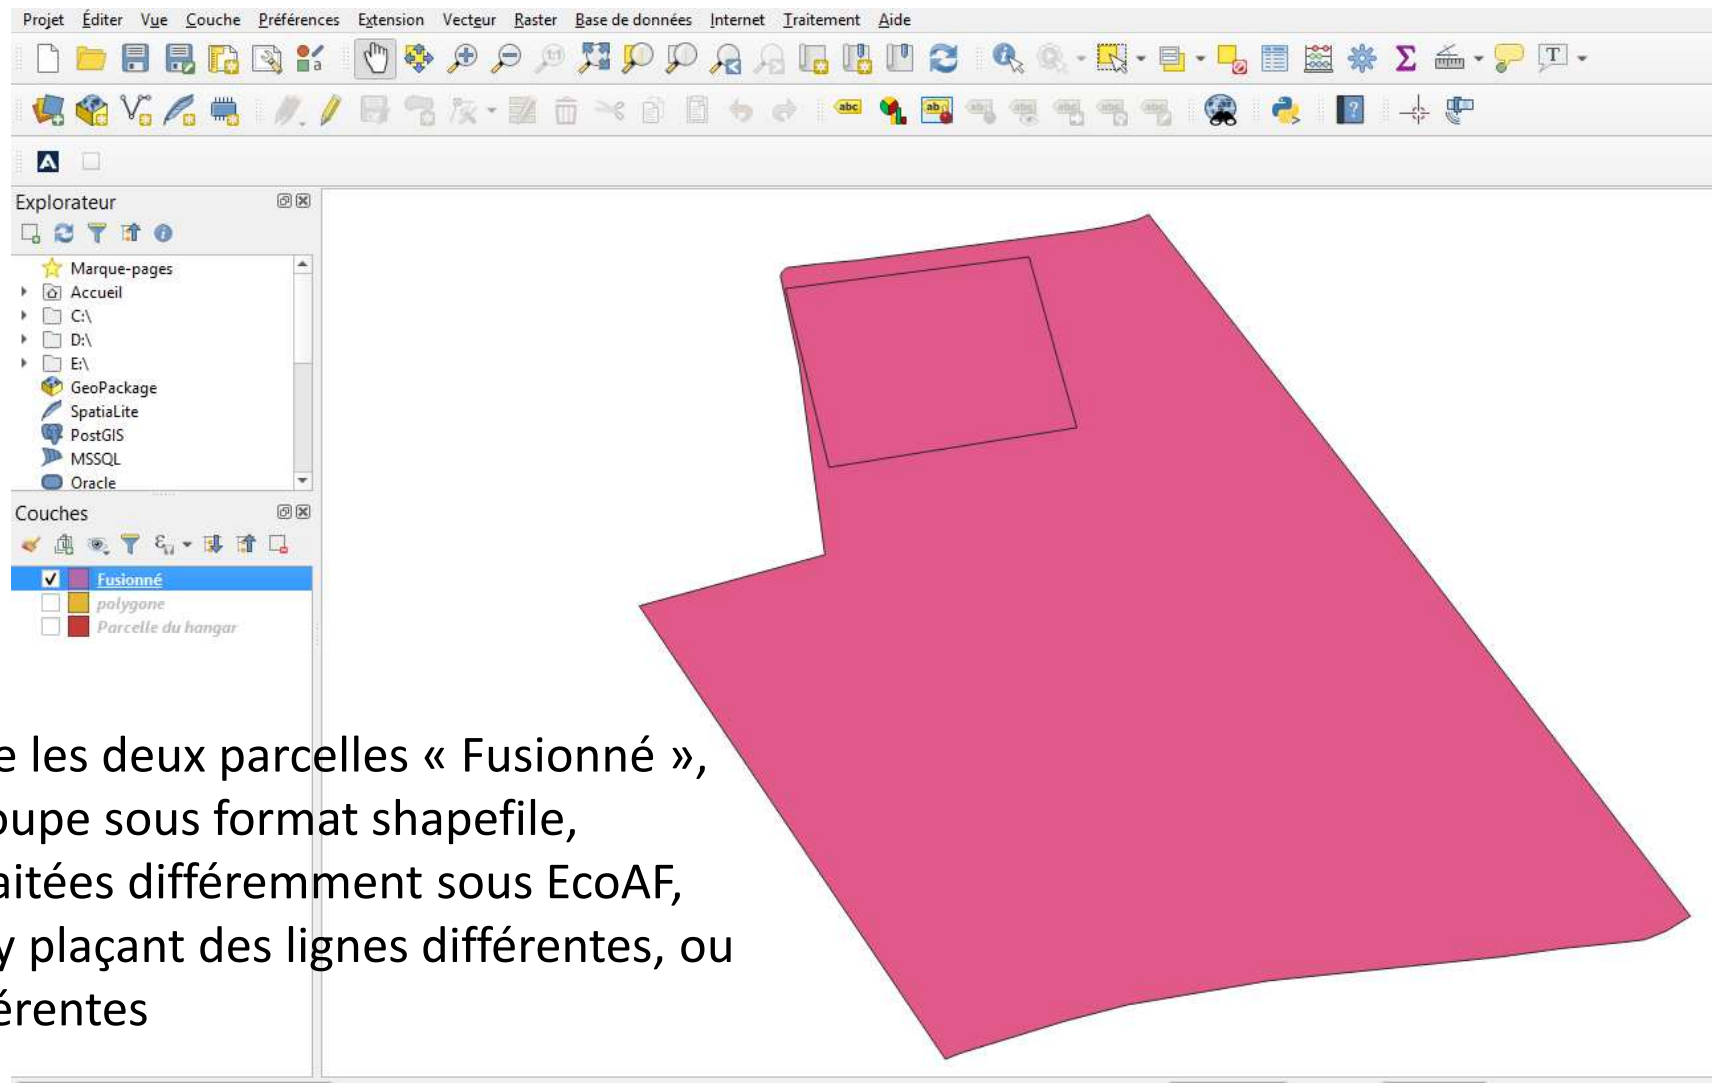 Projet Éditer Vue Couche Préférences Extension Vecteur Raster Base de données Internet Traitement Aide
Explorateur
Marque-pages
Accueil
C:\
D:\
E:\
GeoPackage
SpatiaLite
PostGIS
MSSQL
Oracle
Couches
Fusionné
polygone
Parcelle du hangar
e les deux parcelles « Fusionné »,
oupe sous format shapefile,
aitées différemment sous EcoAF,
y plaçant des lignes différentes, ou
érentes